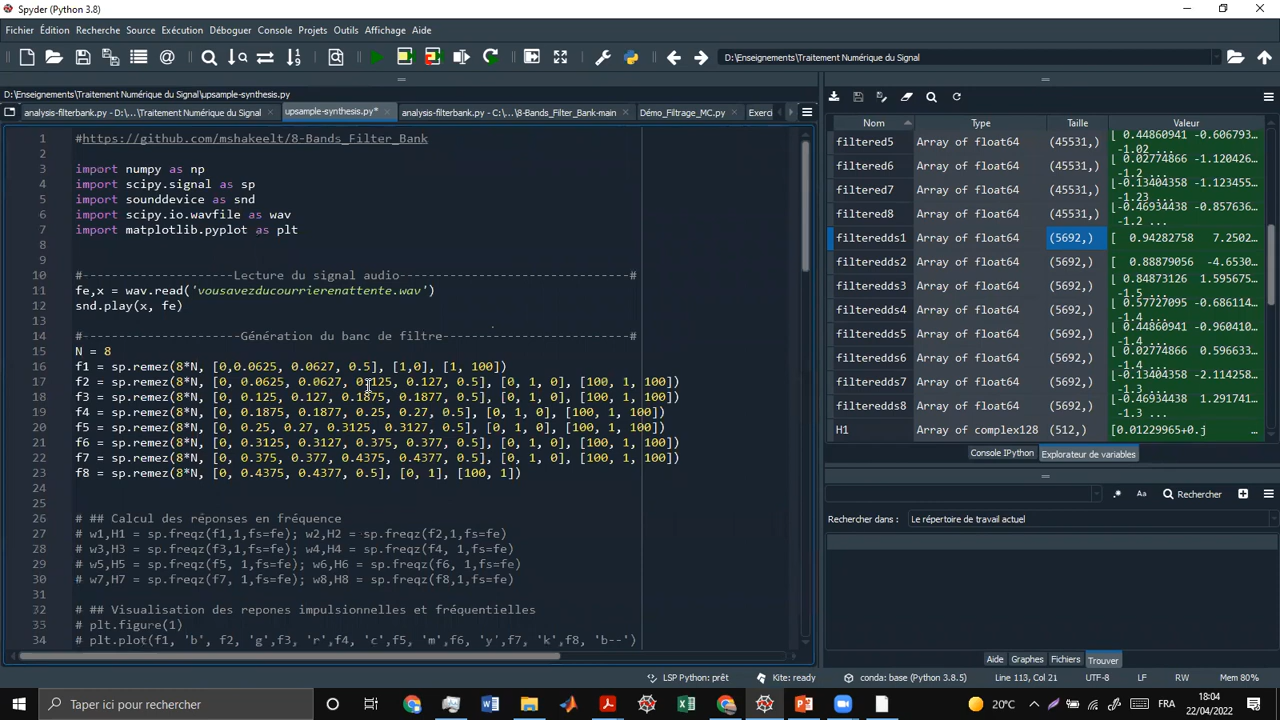 Spyder (Python 3.8)
Fichier Édition Recherche Source Exécution Déboguer Console Projets Outils Affichage Aide
D:\Enseignements\Traitement Numérique du Signal
D:\Enseignements\Traitement Numérique du Signal\upsample-synthesis.py
analysis-filterbank.py - D:\...\Traitement Numérique du Signal
upsample-synthesis.py*
analysis-filterbank.py - C:\...\8-Bands_Filter_Bank-main
Démo_Filtrage_MC.py
Exerci
1 #https://github.com/mshakeelt/8-Bands_Filter_Bank
2
3 import numpy as np
4 import scipy.signal as sp
5 import sounddevice as snd
6 import scipy.io.wavfile as wav
7 import matplotlib.pyplot as plt
8
9
10 #--------------------Lecture du signal audio--------------------------------#
11 fe,x = wav.read('vousavezducourrierenattente.wav')
12 snd.play(x, fe)
13
14 #---------------------Génération du banc de filtre--------------------------#
15 N = 8
16 f1 = sp.remez(8*N, [0,0.0625, 0.0627, 0.5], [1,0], [1, 100])
17 f2 = sp.remez(8*N, [0, 0.0625, 0.0627, 0.125, 0.127, 0.5], [0, 1, 0], [100, 1, 100])
18 f3 = sp.remez(8*N, [0, 0.125, 0.127, 0.1875, 0.1877, 0.5], [0, 1, 0], [100, 1, 100])
19 f4 = sp.remez(8*N, [0, 0.1875, 0.1877, 0.25, 0.27, 0.5], [0, 1, 0], [100, 1, 100])
20 f5 = sp.remez(8*N, [0, 0.25, 0.27, 0.3125, 0.3127, 0.5], [0, 1, 0], [100, 1, 100])
21 f6 = sp.remez(8*N, [0, 0.3125, 0.3127, 0.375, 0.377, 0.5], [0, 1, 0], [100, 1, 100])
22 f7 = sp.remez(8*N, [0, 0.375, 0.377, 0.4375, 0.4377, 0.5], [0, 1, 0], [100, 1, 100])
23 f8 = sp.remez(8*N, [0, 0.4375, 0.4377, 0.5], [0, 1], [100, 1])
24
25
26 # ## Calcul des réponses en fréquence
27 # w1,H1 = sp.freqz(f1,1,fs=fe); w2,H2 = sp.freqz(f2,1,fs=fe)
28 # w3,H3 = sp.freqz(f3,1,fs=fe); w4,H4 = sp.freqz(f4, 1,fs=fe)
29 # w5,H5 = sp.freqz(f5, 1,fs=fe); w6,H6 = sp.freqz(f6, 1,fs=fe)
30 # w7,H7 = sp.freqz(f7, 1,fs=fe); w8,H8 = sp.freqz(f8,1,fs=fe)
31
32 # ## Visualisation des repones impulsionnelles et fréquentielles
33 # plt.figure(1)
34 # plt.plot(f1, 'b', f2, 'g',f3, 'r',f4, 'c',f5, 'm',f6, 'y',f7, 'k',f8, 'b--')
Nom Type Taille Valeur
filtered5 Array of float64 (45531,) [ 0.44860941 -0.606793... -1.02 ...
filtered6 Array of float64 (45531,) [ 0.02774866 -1.120426... -1.2 ...
filtered7 Array of float64 (45531,) [-0.13404358 -1.123455... -1.23 ...
filtered8 Array of float64 (45531,) [-0.46934358 -0.857636... -1.2 ...
filteredds1 Array of float64 (5692,) [ 0.94282758 7.2502...
filteredds2 Array of float64 (5692,) [ 0.88879056 -4.6530...
filteredds3 Array of float64 (5692,) [ 0.84873126 1.595675... -1.5...
filteredds4 Array of float64 (5692,) [ 0.57727095 -0.686114... -1.4...
filteredds5 Array of float64 (5692,) -1.4...
filteredds6 Array of float64 (5692,) -1.4...
filteredds7 Array of float64 (5692,) [-0.13404358 -2.114258... -1.3...
filteredds8 Array of float64 (5692,) [-0.46934358 1.291741... -1.3 ...
H1 Array of complex128 (512,) [0.01229965+0.j
Console IPython Explorateur de variables
Aa Rechercher
Rechercher dans : Le répertoire de travail actuel
Aide Graphes Fichiers Trouver
LSP Python: prêt Kite: ready conda: base (Python 3.8.5) Line 113, Col 21 UTF-8 LF RW Mem 80%
Taper ici pour rechercher
20°C
FRA
18:04
22/04/2022